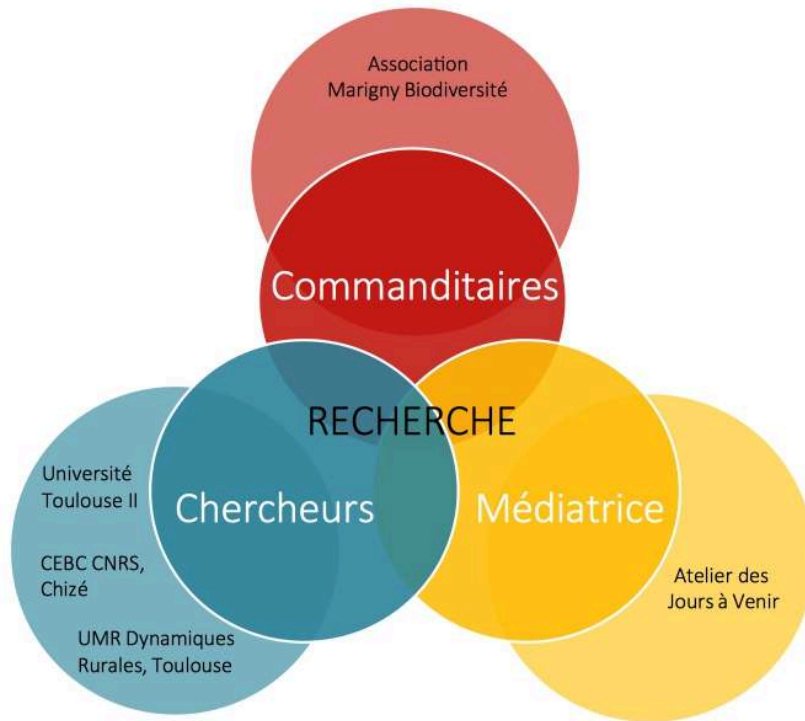 Association
Marigny Biodiversité
Commanditaires
RECHERCHE
Université
Toulouse II
Chercheurs
Médiatrice
CEBC CNRS,
Chizé
Atelier des
Jours à Venir
UMR Dynamiques
Rurales, Toulouse